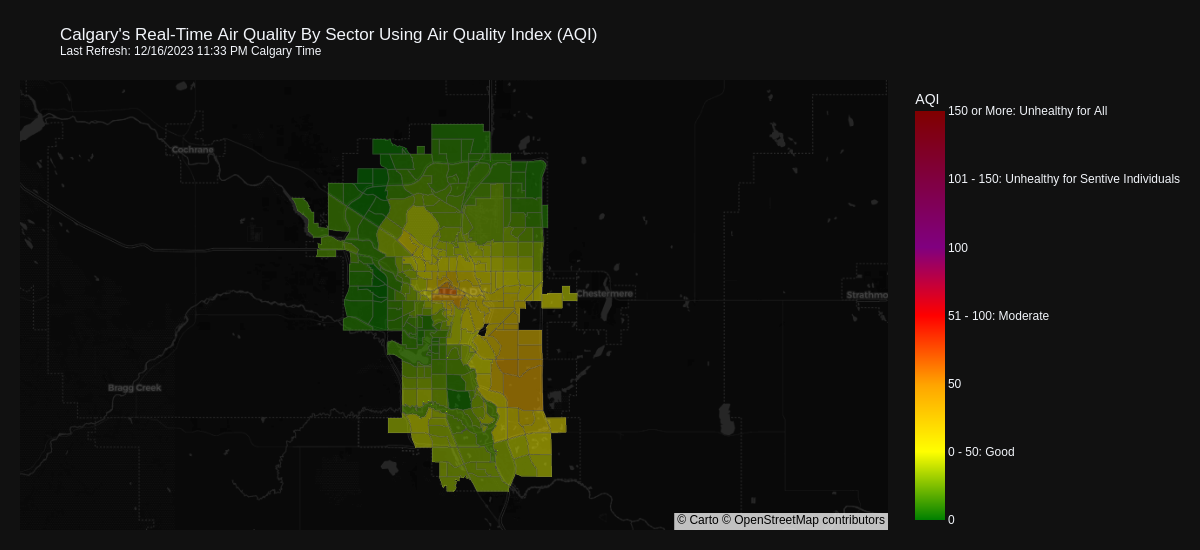 Calgary's Real-Time Air Quality By Sector Using Air Quality Index (AQI)
Last Refresh: 12/16/2023 11:33 PM Calgary Time
AQI
150 or More: Unhealthy for All
101 - 150: Unhealthy for Sentive Individuals
100
51 - 100: Moderate
50
0 - 50: Good
0
Cochrane
Chestermere
Strathmo
Bragg Creek
© Carto © OpenStreetMap contributors